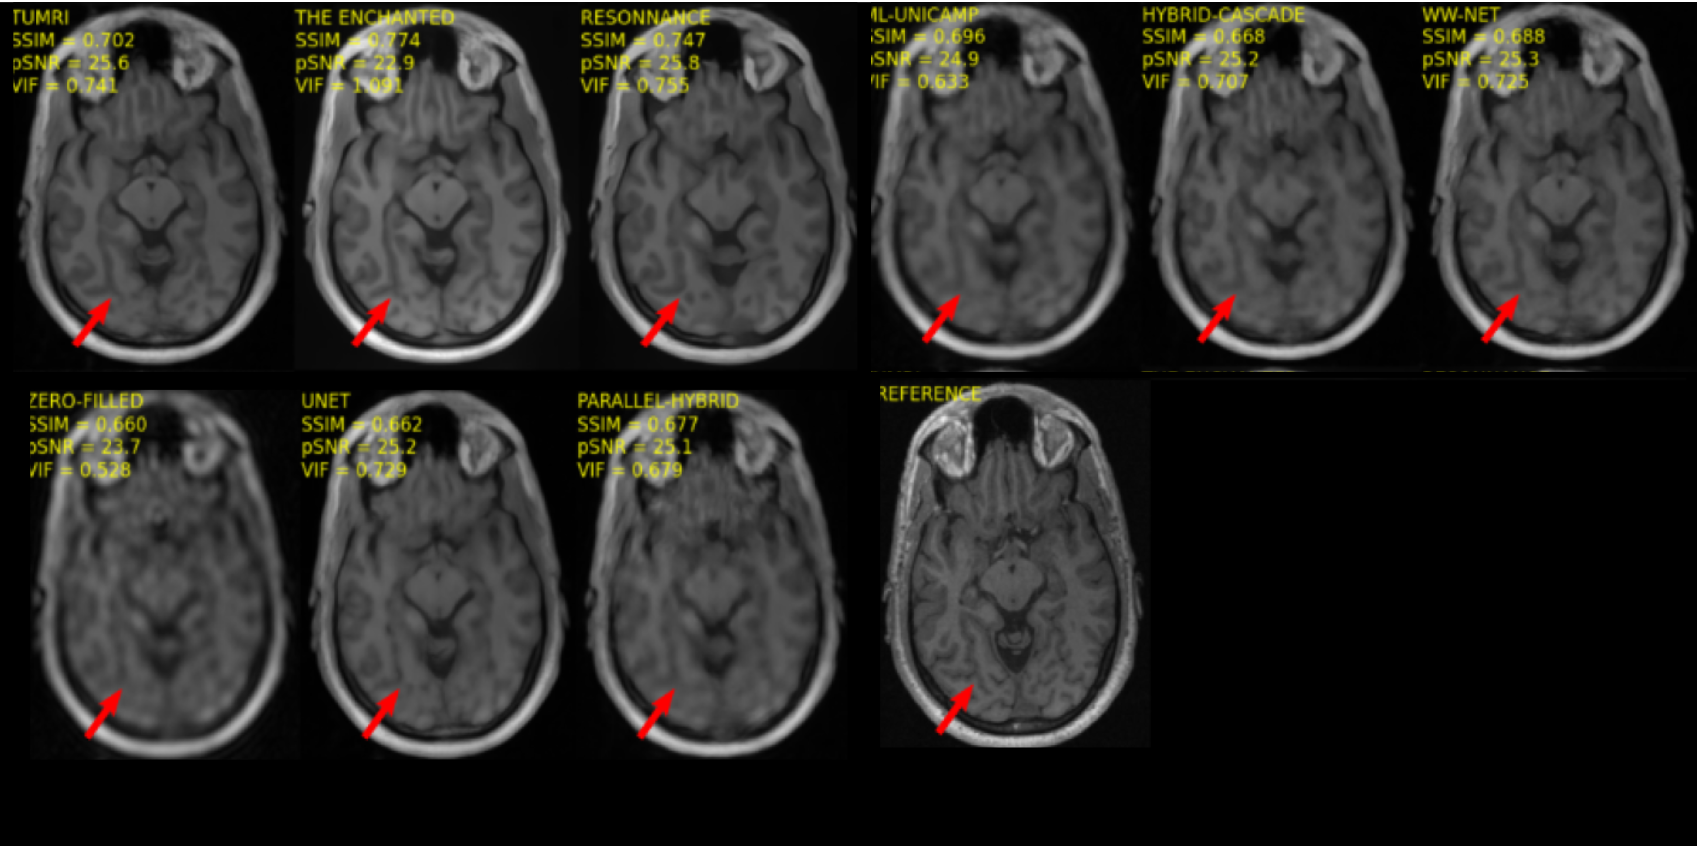 TUMRI
SSIM = 0.702
pSNR = 25.6
VIF = 0.741
THE ENCHANTED
SSIM = 0.774
pSNR = 22.9
VIF = 1.091
RESONNANCE
SSIM = 0.747
pSNR = 25.8
VIF = 0.755
ML-UNICAMP
SSIM = 0.696
pSNR = 24.9
VIF = 0.633
HYBRID-CASCADE
SSIM = 0.668
pSNR = 25.2
VIF = 0.707
WW-NET
SSIM = 0.688
pSNR = 25.3
VIF = 0.725
ZERO-FILLED
SSIM = 0.660
pSNR = 23.7
VIF = 0.528
UNET
SSIM = 0.662
pSNR = 25.2
VIF = 0.729
PARALLEL-HYBRID
SSIM = 0.677
pSNR = 25.1
VIF = 0.679
REFERENCE